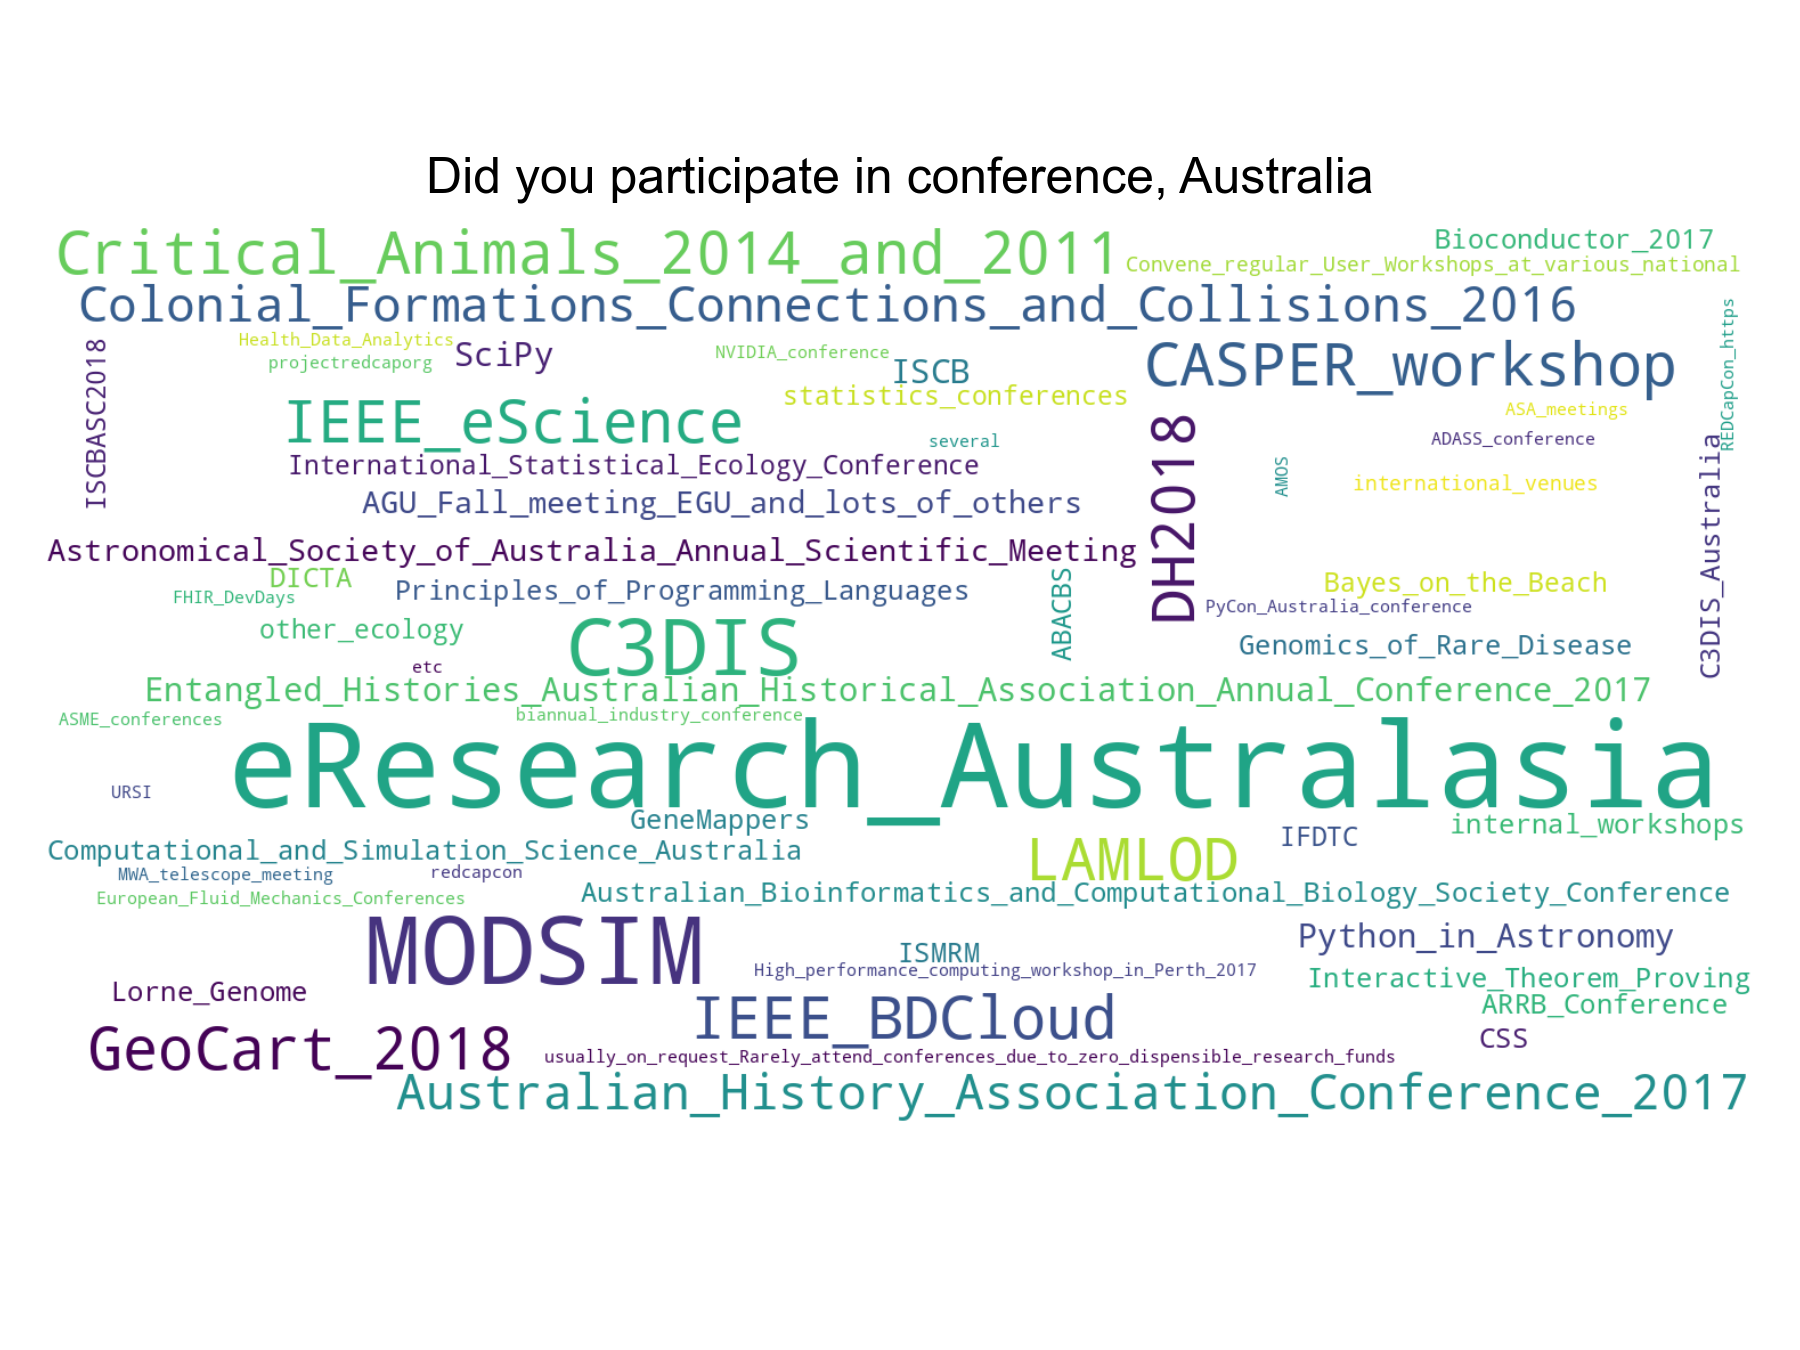 Did you participate in conference, Australia
Critical_Animals_2014_and_2011
Bioconductor_2017
Convene_regular_User_Workshops_at_various_national
Colonial_Formations_Connections_and_Collisions_2016
REDCapCon_https
Health_Data_Analytics
SciPy
NVIDIA_conference
ISCB
CASPER_workshop
projectredcaporg
ISCBASC2018
statistics_conferences
IEEE_eScience
ASA_meetings
several
ADASS_conference
International_Statistical_Ecology_Conference
AMOS
international_venues
AGU_Fall_meeting_EGU_and_lots_of_others
DH2018
C3DIS_Australia
Astronomical_Society_of_Australia_Annual_Scientific_Meeting
DICTA
Principles_of_Programming_Languages
ABACBS
Bayes_on_the_Beach
FHIR_DevDays
PyCon_Australia_conference
other_ecology
C3DIS
Genomics_of_Rare_Disease
etc
Entangled_Histories_Australian_Historical_Association_Annual_Conference_2017
ASME_conferences
biannual_industry_conference
eResearch_Australasia
URSI
GeneMappers
IFDTC
internal_workshops
Computational_and_Simulation_Science_Australia
LAMLOD
MWA_telescope_meeting
redcapcon
European_Fluid_Mechanics_Conferences
Australian_Bioinformatics_and_Computational_Biology_Society_Conference
MODSIM
ISMRM
Python_in_Astronomy
High_performance_computing_workshop_in_Perth_2017
Interactive_Theorem_Proving
Lorne_Genome
ARRB_Conference
IEEE_BDCloud
CSS
GeoCart_2018
usually_on_request_Rarely_attend_conferences_due_to_zero_dispensible_research_funds
Australian_History_Association_Conference_2017